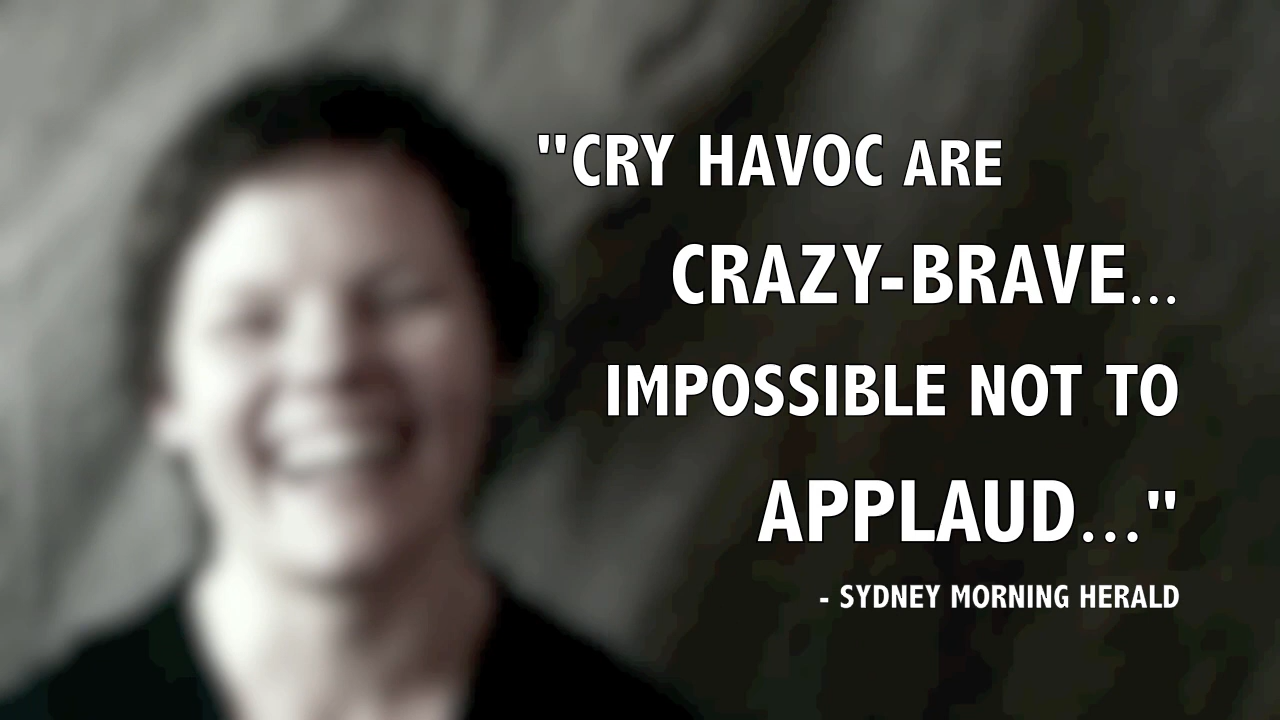 "CRY HAVOC ARE
CRAZY-BRAVE...
IMPOSSIBLE NOT TO
APPLAUD..."
- SYDNEY MORNING HERALD